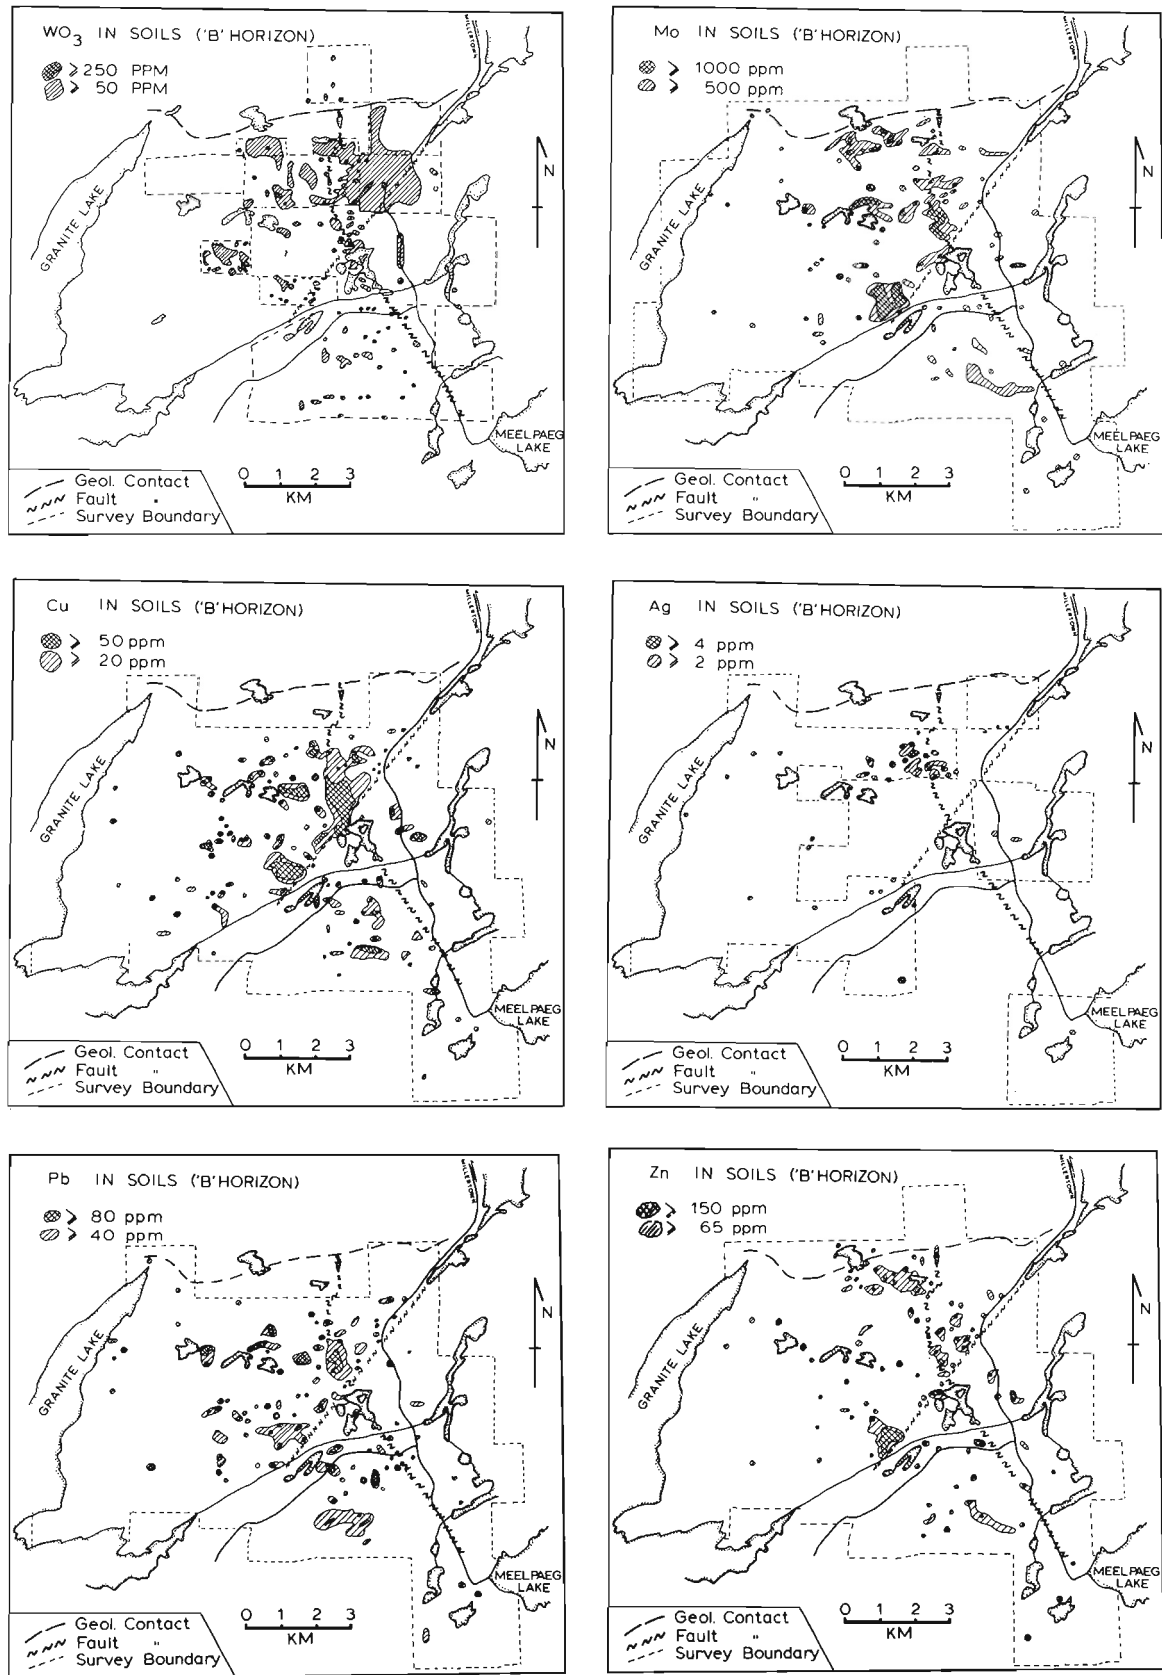 WO3 IN SOILS ('B' HORIZON)
≥250 PPM
≥ 50 PPM
MILLERTOWN
GRANITE LAKE
N
MEELPAEG
LAKE
0 1 2 3
KM
Geol. Contact
Fault "
Survey Boundary
Mo IN SOILS ('B' HORIZON)
≥ 1000 ppm
≥ 500 ppm
MILLERTOWN
GRANITE LAKE
N
MEELPAEG
LAKE
0 1 2 3
KM
Geol. Contact
Fault "
Survey Boundary
Cu IN SOILS ('B' HORIZON)
≥ 50 ppm
≥ 20 ppm
MILLERTOWN
GRANITE LAKE
N
MEELPAEG
LAKE
0 1 2 3
KM
Geol. Contact
Fault "
Survey Boundary
Ag IN SOILS ('B' HORIZON)
≥ 4 ppm
≥ 2 ppm
MILLERTOWN
GRANITE LAKE
N
MEELPAEG
LAKE
0 1 2 3
KM
Geol. Contact
Fault "
Survey Boundary
Pb IN SOILS ('B' HORIZON)
≥ 80 ppm
≥ 40 ppm
MILLERTOWN
GRANITE LAKE
N
MEELPAEG
LAKE
0 1 2 3
KM
Geol. Contact
Fault "
Survey Boundary
Zn IN SOILS ('B' HORIZON)
≥ 150 ppm
≥ 65 ppm
MILLERTOWN
GRANITE LAKE
N
MEELPAEG
LAKE
0 1 2 3
KM
Geol. Contact
Fault "
Survey Boundary